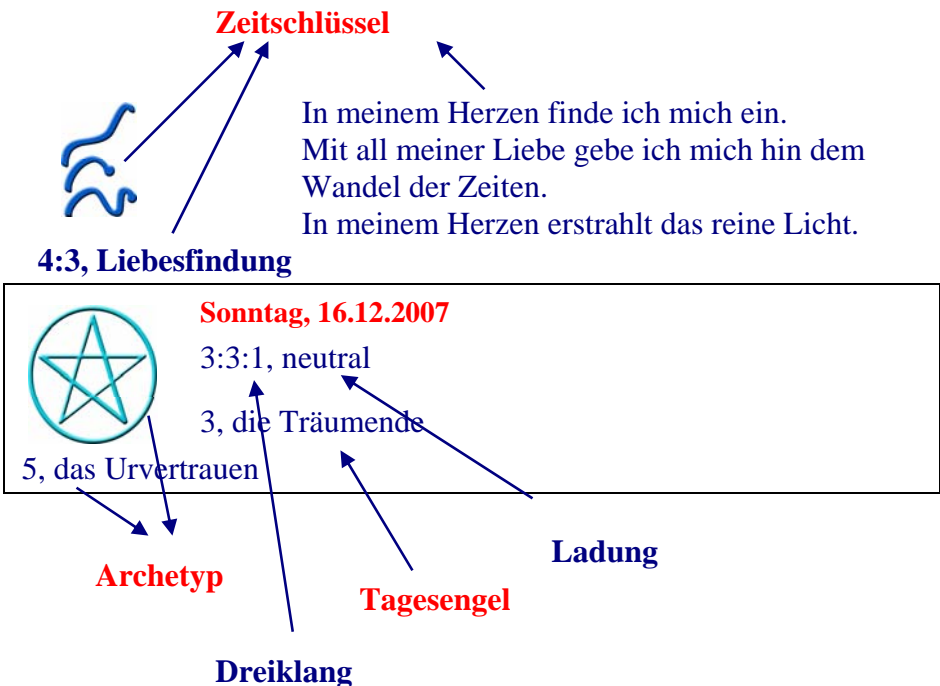 Zeitschlüssel
In meinem Herzen finde ich mich ein.
Mit all meiner Liebe gebe ich mich hin dem
Wandel der Zeiten.
In meinem Herzen erstrahlt das reine Licht.
4:3, Liebesfindung
Sonntag, 16.12.2007
3:3:1, neutral
3, die Träumende
5, das Urvertrauen
Ladung
Archetyp
Tagesengel
Dreiklang